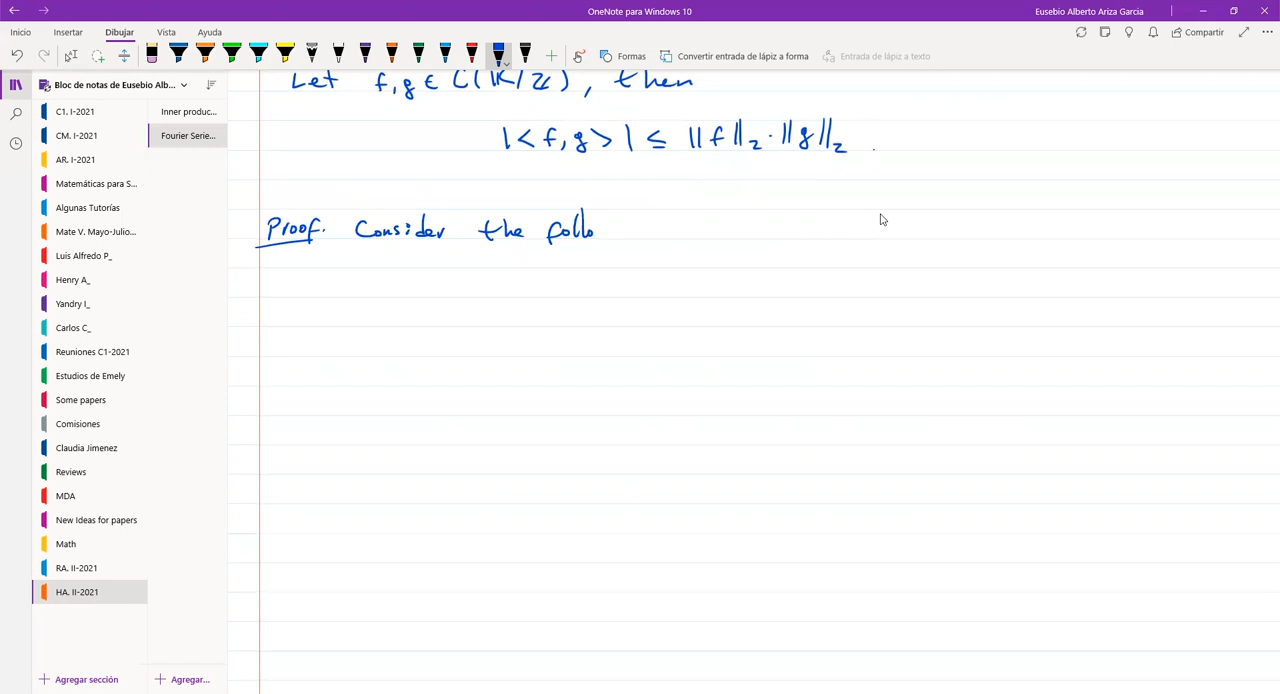 OneNote para Windows 10
Eusebio Alberto Ariza Garcia
Inicio
Insertar
Dibujar
Vista
Ayuda
Compartir
Formas
Convertir entrada de lápiz a forma
Entrada de lápiz a texto
Bloc de notas de Eusebio Alb...
C1. I-2021
CM. I-2021
AR. I-2021
Matemáticas para S...
Algunas Tutorías
Mate V. Mayo-Julio...
Luis Alfredo P_
Henry A_
Yandry I_
Carlos C_
Reuniones C1-2021
Estudios de Emely
Some papers
Comisiones
Claudia Jimenez
Reviews
MDA
New Ideas for papers
Math
RA. II-2021
HA. II-2021
Agregar sección
Inner produc...
Fourier Serie...
Agregar...
Let f,g ∈ C(ℝ/ℤ), then
|<f,g>| ≤ ||f||₂·||g||₂ .
Proof. Consider the follo